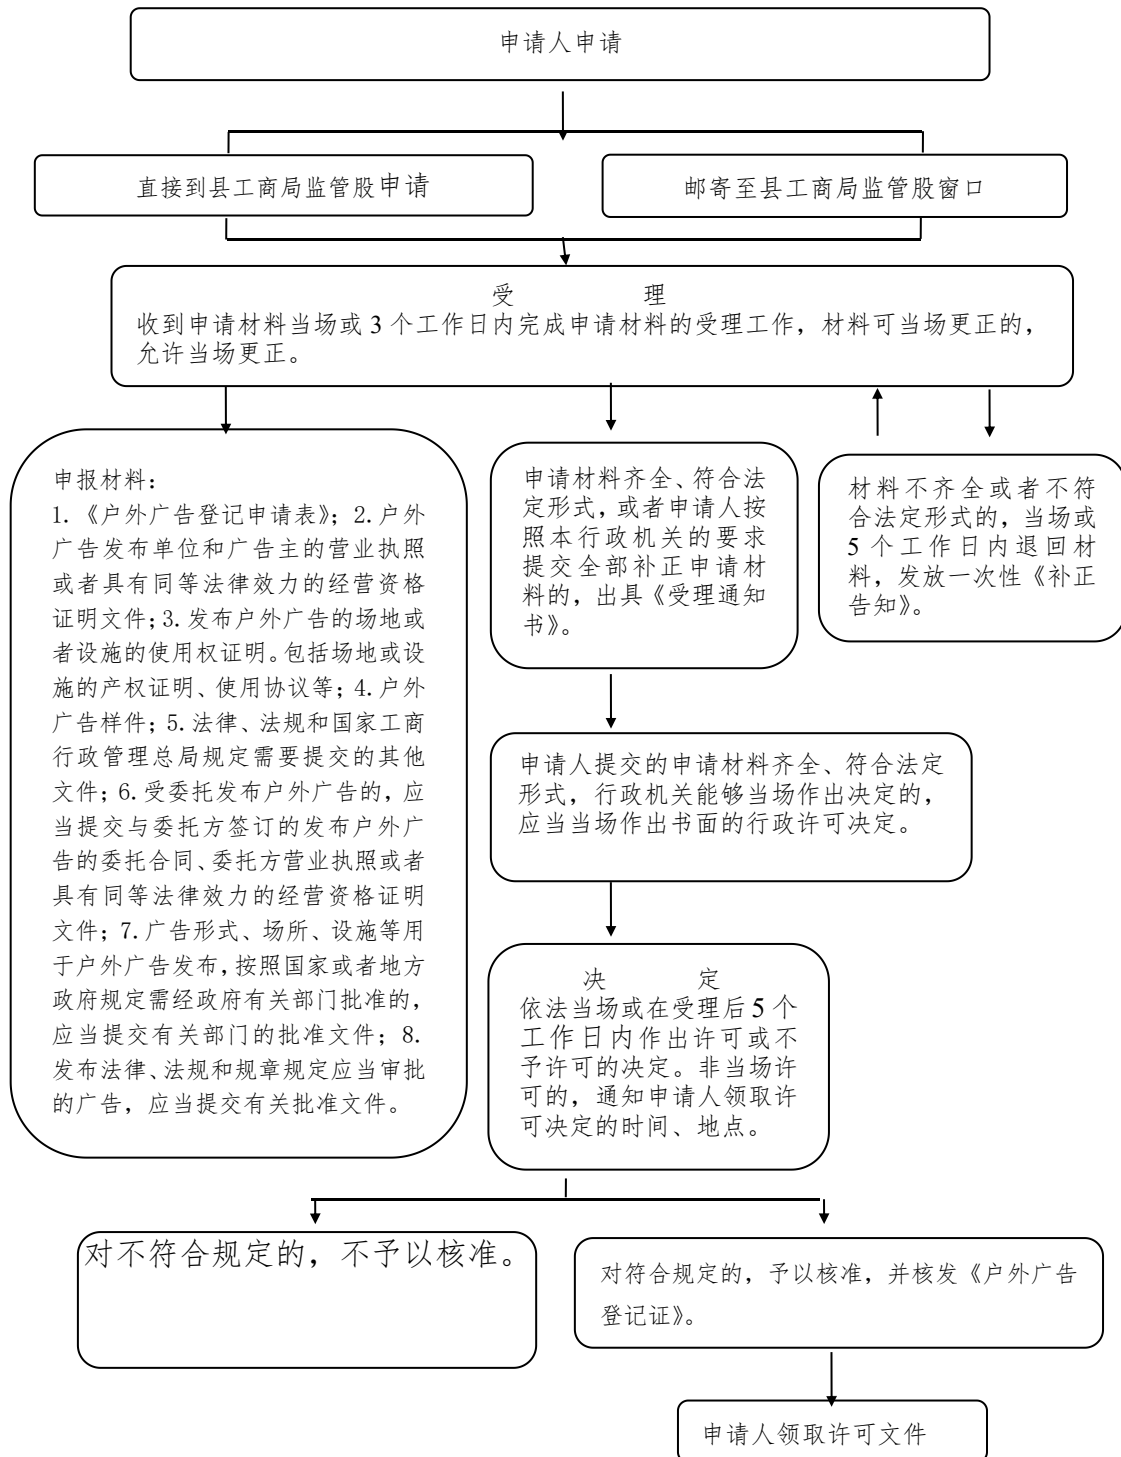 申请人申请
直接到县工商局监管股申请
邮寄至县工商局监管股窗口
受 理
收到申请材料当场或 3 个工作日内完成申请材料的受理工作，材料可当场更正的，
允许当场更正。
申报材料：
1.《户外广告登记申请表》；2.户外
广告发布单位和广告主的营业执照
或者具有同等法律效力的经营资格
证明文件；3.发布户外广告的场地或
者设施的使用权证明。包括场地或设
施的产权证明、使用协议等；4.户外
广告样件；5.法律、法规和国家工商
行政管理总局规定需要提交的其他
文件；6.受委托发布户外广告的，应
当提交与委托方签订的发布户外广
告的委托合同、委托方营业执照或者
具有同等法律效力的经营资格证明
文件；7.广告形式、场所、设施等用
于户外广告发布，按照国家或者地方
政府规定需经政府有关部门批准的，
应当提交有关部门的批准文件；8.
发布法律、法规和规章规定应当审批
的广告，应当提交有关批准文件。
申请材料齐全、符合法
定形式，或者申请人按
照本行政机关的要求
提交全部补正申请材
料的，出具《受理通知
书》。
材料不齐全或者不符
合法定形式的，当场或
5 个工作日内退回材
料，发放一次性《补正
告知》。
申请人提交的申请材料齐全、符合法定
形式，行政机关能够当场作出决定的，
应当当场作出书面的行政许可决定。
决 定
依法当场或在受理后 5 个
工作日内作出许可或不
予许可的决定。非当场许
可的，通知申请人领取许
可决定的时间、地点。
对不符合规定的，不予以核准。
对符合规定的，予以核准，并核发《户外广告
登记证》。
申请人领取许可文件